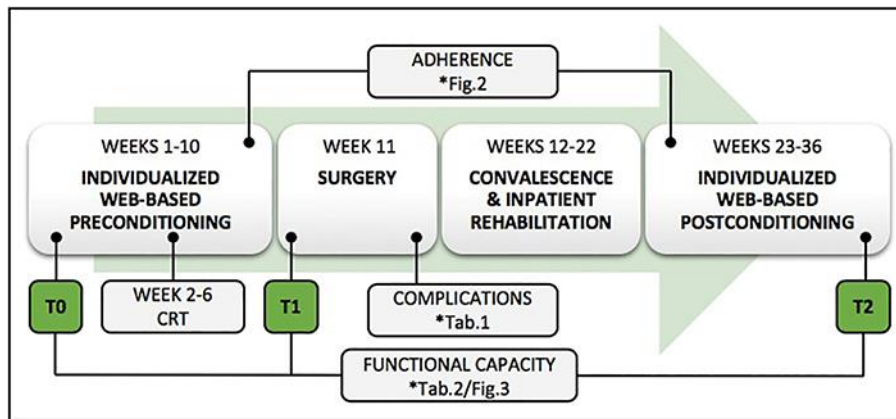 ADHERENCE
*Fig.2
WEEKS 1-10
INDIVIDUALIZED
WEB-BASED
PRECONDITIONING
WEEK 11
SURGERY
WEEKS 12-22
CONVALESCENCE
& INPATIENT
REHABILITATION
WEEKS 23-36
INDIVIDUALIZED
WEB-BASED
POSTCONDITIONING
T0
WEEK 2-6
CRT
T1
COMPLICATIONS
*Tab.1
T2
FUNCTIONAL CAPACITY
*Tab.2/Fig.3